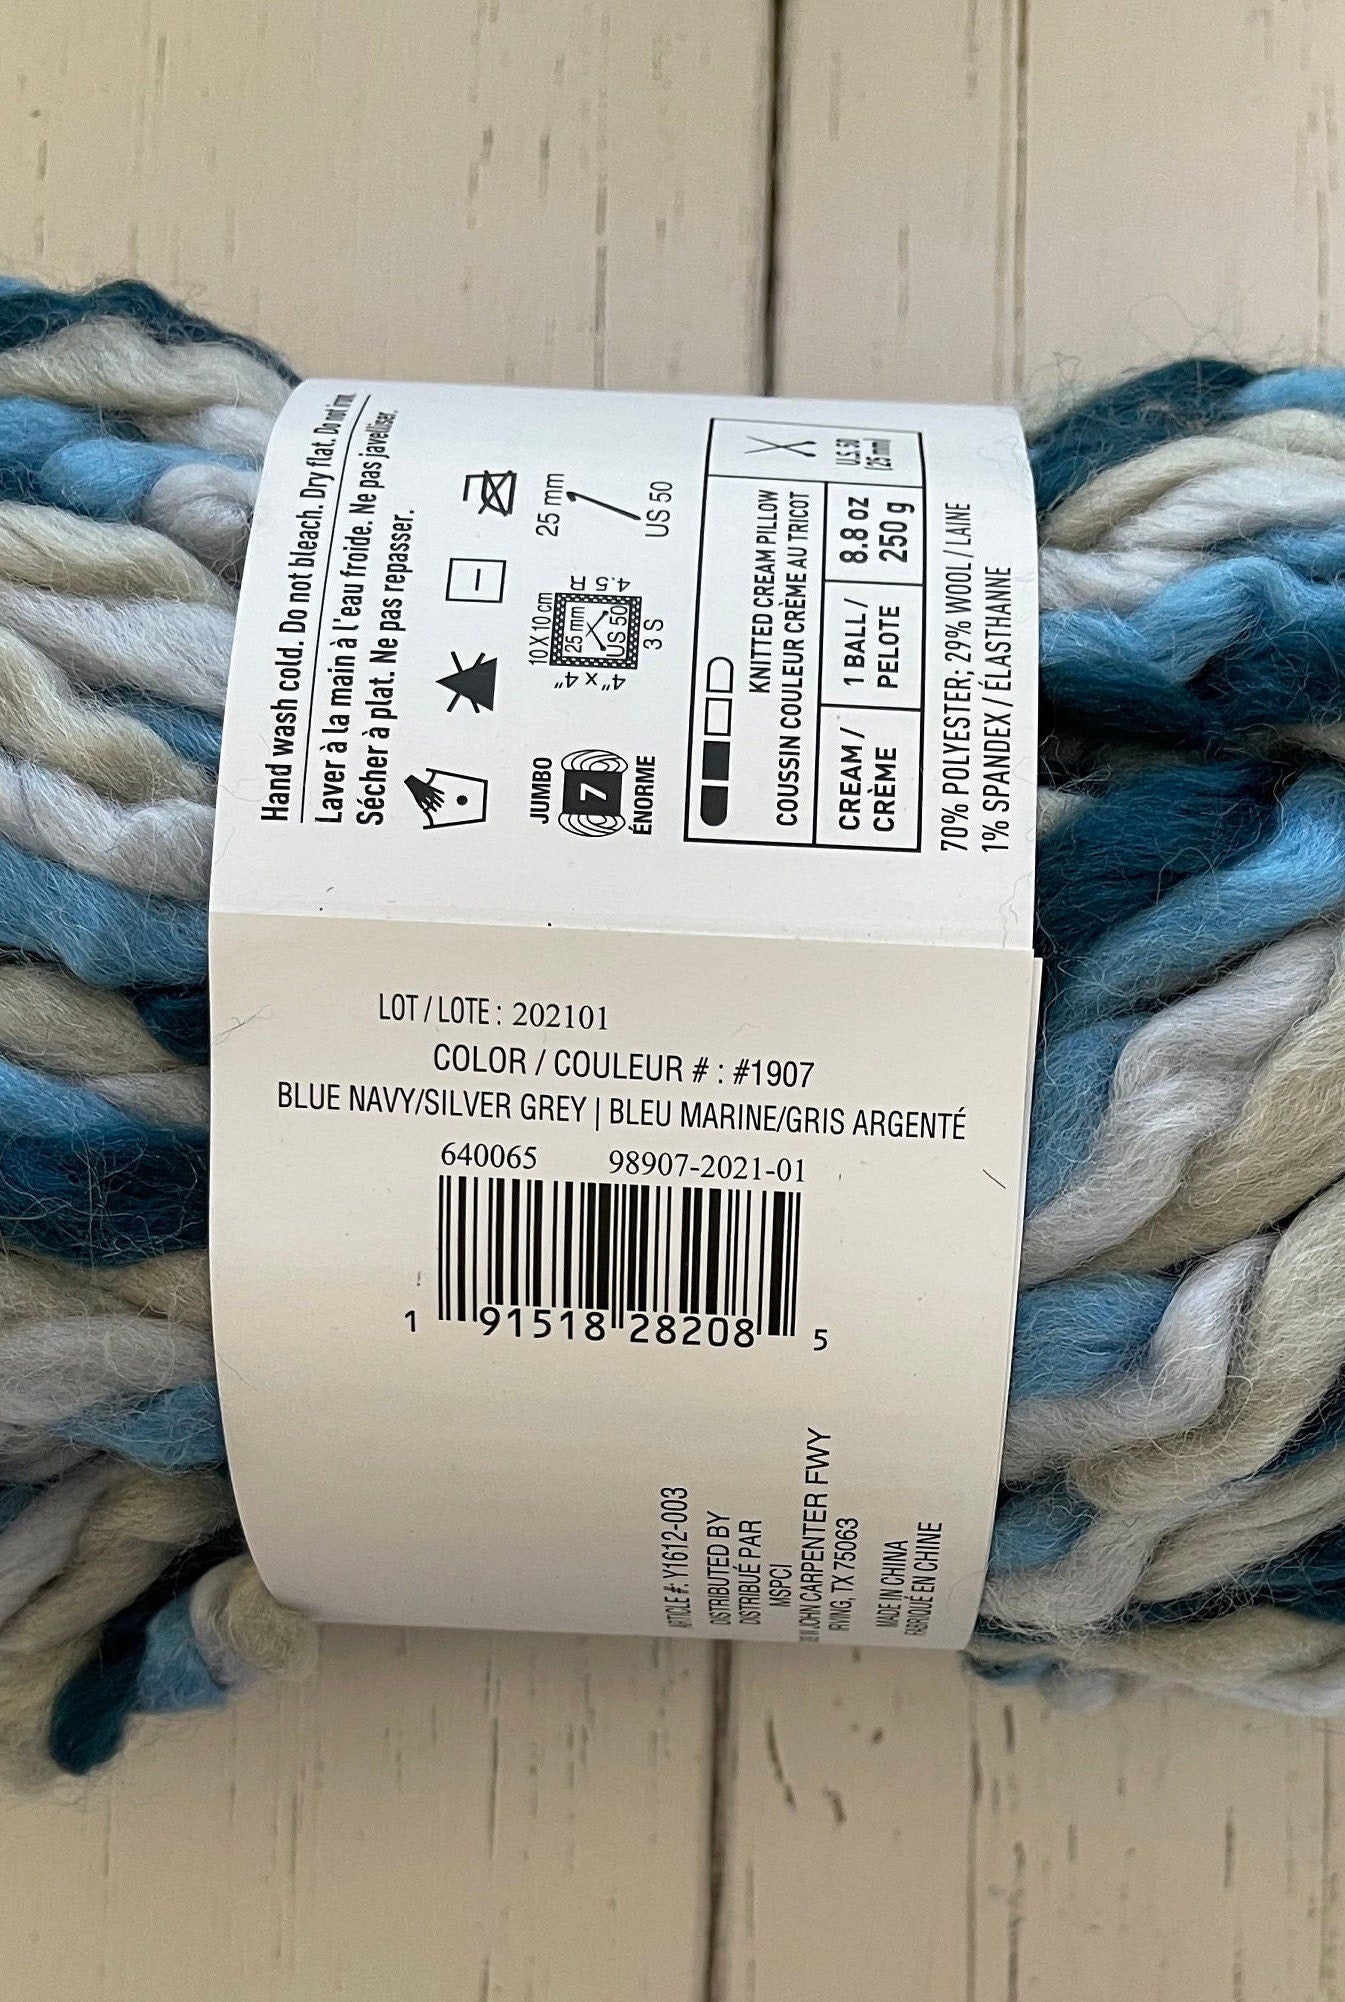 Hand wash cold. Do not bleach. Dry flat. Do not iron.
Laver à la main à l'eau froide. Ne pas javelliser.
Sécher à plat. Ne pas repasser.
JUMBO
7
ÉNORME
10 X 10 cm
4" x 4"
25 mm
US 50
4.5 R
3 S
25 mm
US 50
KNITTED CREAM PILLOW
COUSSIN COULEUR CRÈME AU TRICOT
CREAM /
CRÈME
1 BALL /
PELOTE
8.8 oz
250 g
U.S. 50
(25 mm)
70% POLYESTER; 29% WOOL / LAINE
1% SPANDEX / ÉLASTHANNE
LOT / LOTE : 202101
COLOR / COULEUR # : #1907
BLUE NAVY/SILVER GREY | BLEU MARINE/GRIS ARGENTÉ
640065 98907-2021-01
1 91518 28208 5
ARTICLE #: Y1612-003
DISTRIBUTED BY
DISTRIBUÉ PAR
MSPCI
JOHN CARPENTER FWY
IRVING, TX 75063
MADE IN CHINA
FABRIQUÉ EN CHINE